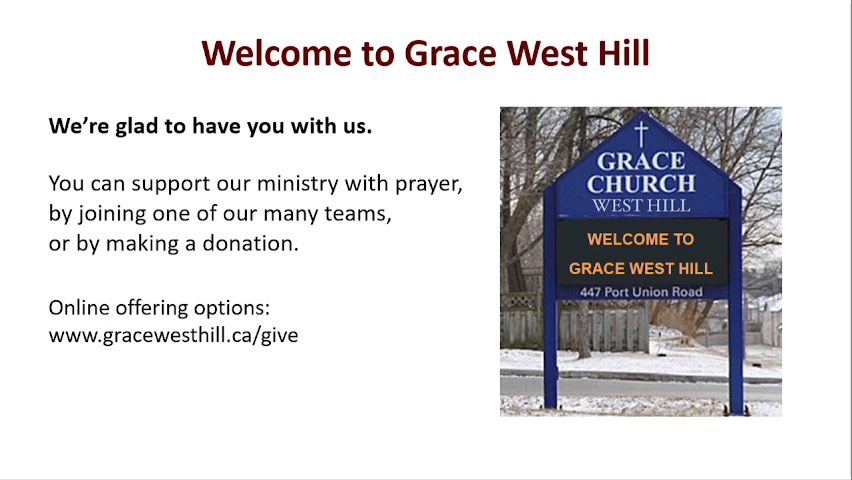 Welcome to Grace West Hill
We’re glad to have you with us.
You can support our ministry with prayer,
by joining one of our many teams,
or by making a donation.
Online offering options:
www.gracewesthill.ca/give
GRACE
CHURCH
WEST HILL
WELCOME TO
GRACE WEST HILL
447 Port Union Road